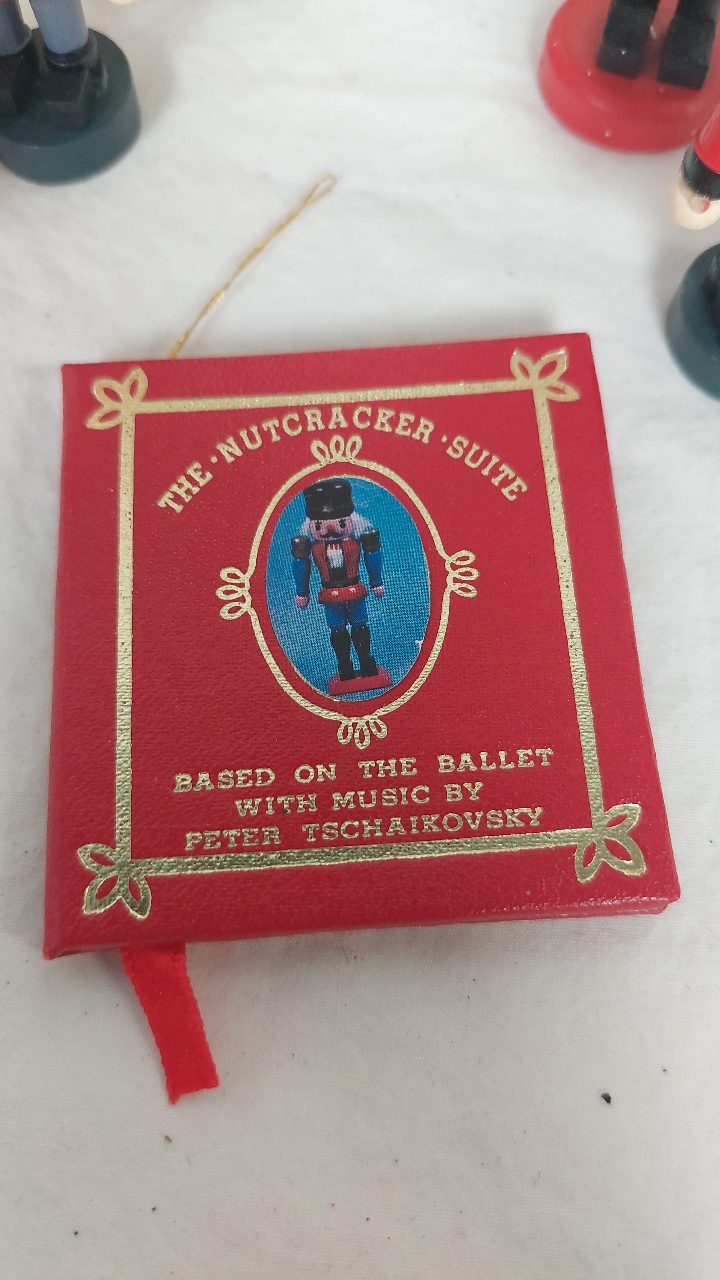 THE·NUTCRACKER·SUITE
BASED ON THE BALLET
WITH MUSIC BY
PETER TSCHAIKOVSKY